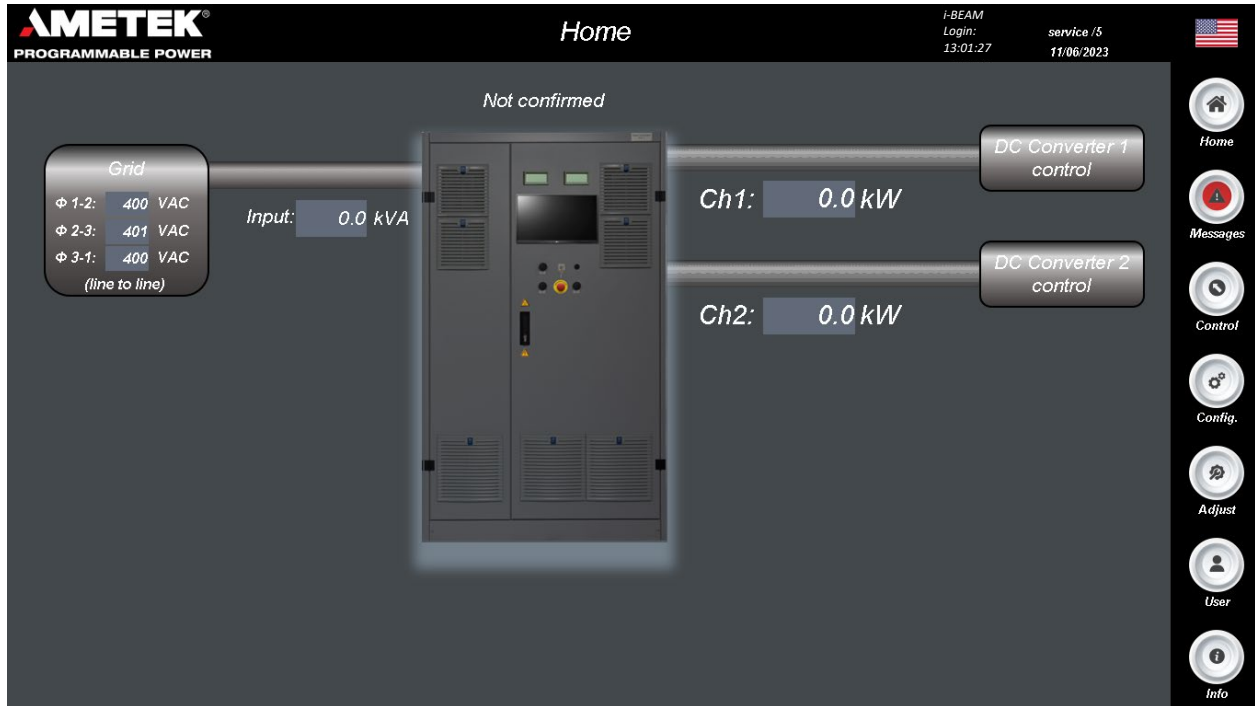 AMETEK®
PROGRAMMABLE POWER
Home
i-BEAM
Login:
service /5
13:01:27
11/06/2023
Not confirmed
Grid
Φ 1-2: 400 VAC
Φ 2-3: 401 VAC
Φ 3-1: 400 VAC
(line to line)
Input: 0.0 kVA
DC Converter 1
control
Ch1: 0.0 kW
DC Converter 2
control
Ch2: 0.0 kW
Home
Messages
Control
Config.
Adjust
User
Info